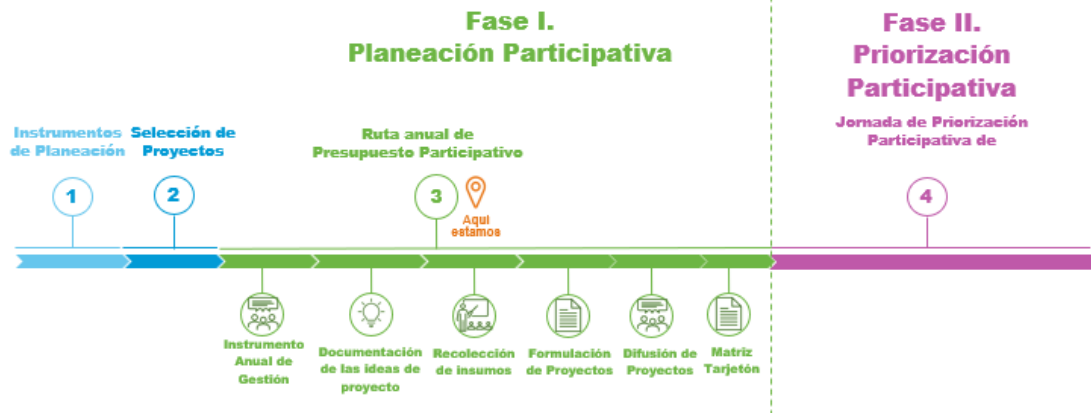 Fase I.
Planeación Participativa
Fase II.
Priorización
Participativa
Jornada de Priorización
Participativa de
Instrumentos
de Planeación
Selección de
Proyectos
Ruta anual de
Presupuesto Participativo
1
2
3
Aqui
estamos
4
Instrumento
Anual de
Gestión
Documentación
de las ideas de
proyecto
Recolección
de insumos
Formulación
de Proyectos
Difusión de
Proyectos
Matriz
Tarjetón